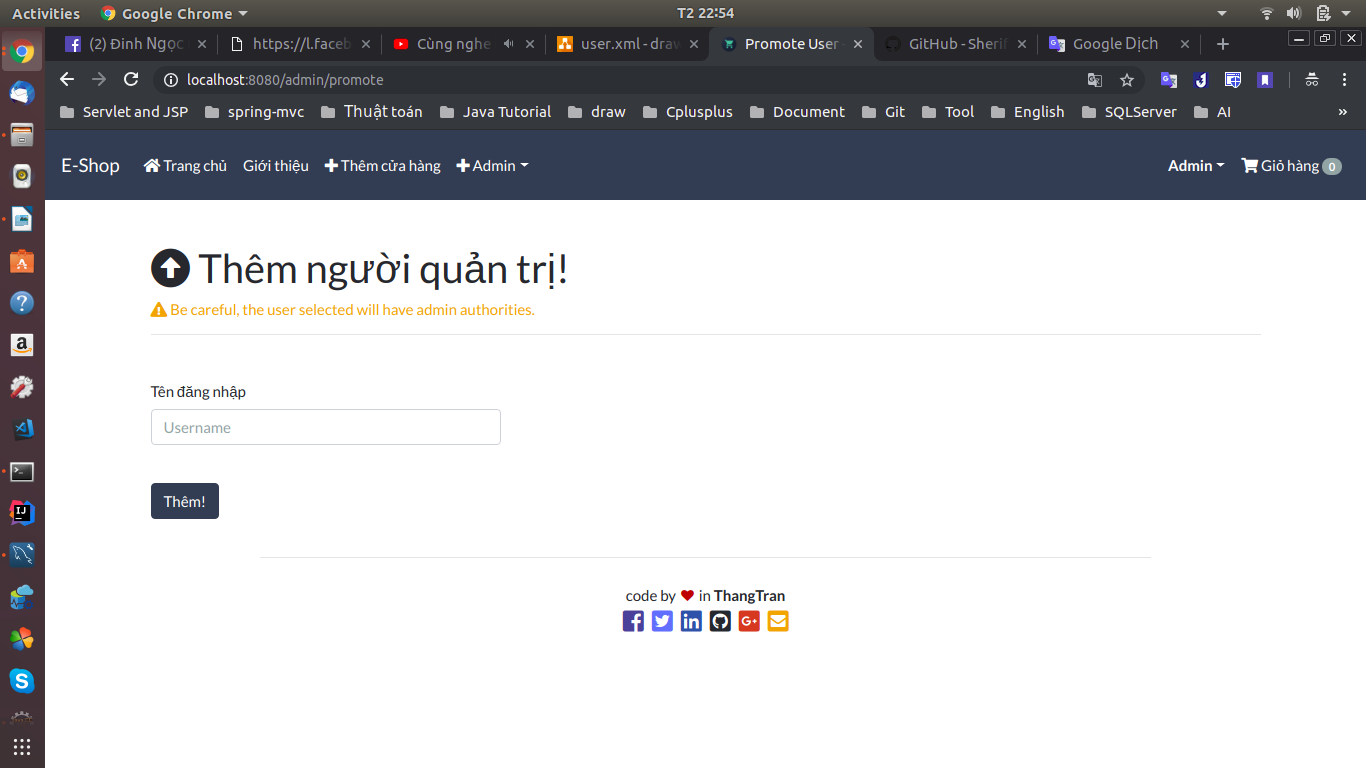 Activities Google Chrome T2 22:54
(2) Đinh Ngọc https://l.faceb Cùng nghe user.xml - draw Promote User - GitHub - Sherif Google Dịch
localhost:8080/admin/promote
Servlet and JSP spring-mvc Thuật toán Java Tutorial draw Cplusplus Document Git Tool English SQLServer AI »
E-Shop Trang chủ Giới thiệu Thêm cửa hàng Admin Admin Giỏ hàng 0
Thêm người quản trị!
Be careful, the user selected will have admin authorities.
Tên đăng nhập
Username
Thêm!
code by ❤ in ThangTran